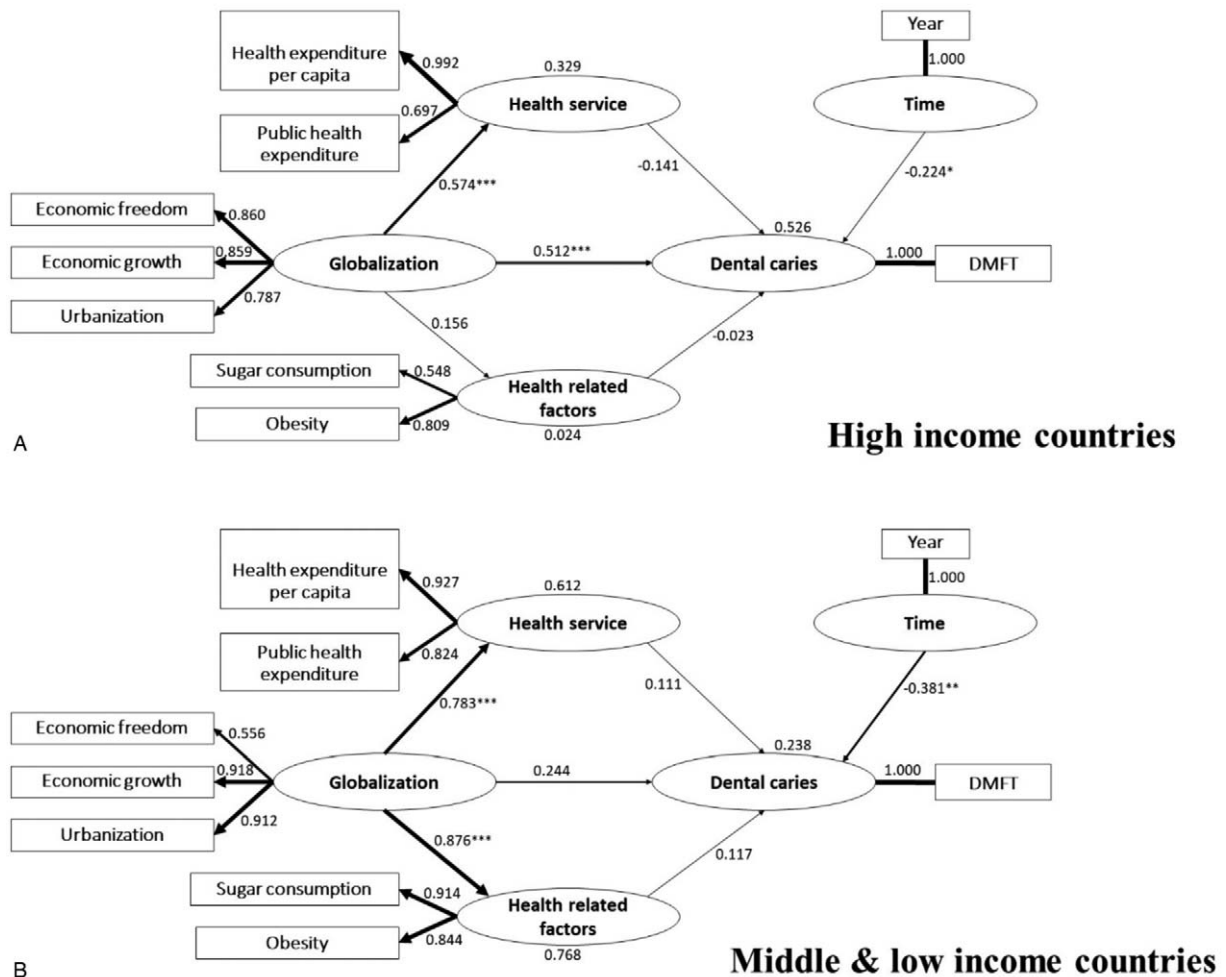 Year
1.000
Health expenditure
per capita
0.992
0.329
Health service
Time
0.697
Public health
expenditure
-0.141
-0.224*
0.574***
Economic freedom
0.860
0.526
Economic growth
0.859
Globalization
0.512***
Dental caries
1.000
DMFT
Urbanization
0.787
0.156
-0.023
Sugar consumption
0.548
Health related
factors
Obesity
0.809
0.024
A
High income countries
Year
1.000
Health expenditure
per capita
0.927
0.612
Health service
Time
0.824
Public health
expenditure
0.111
-0.381**
0.783***
Economic freedom
0.556
0.238
Economic growth
0.918
Globalization
0.244
Dental caries
1.000
DMFT
Urbanization
0.912
0.876***
0.117
Sugar consumption
0.914
Health related
factors
Obesity
0.844
0.768
B
Middle & low income countries